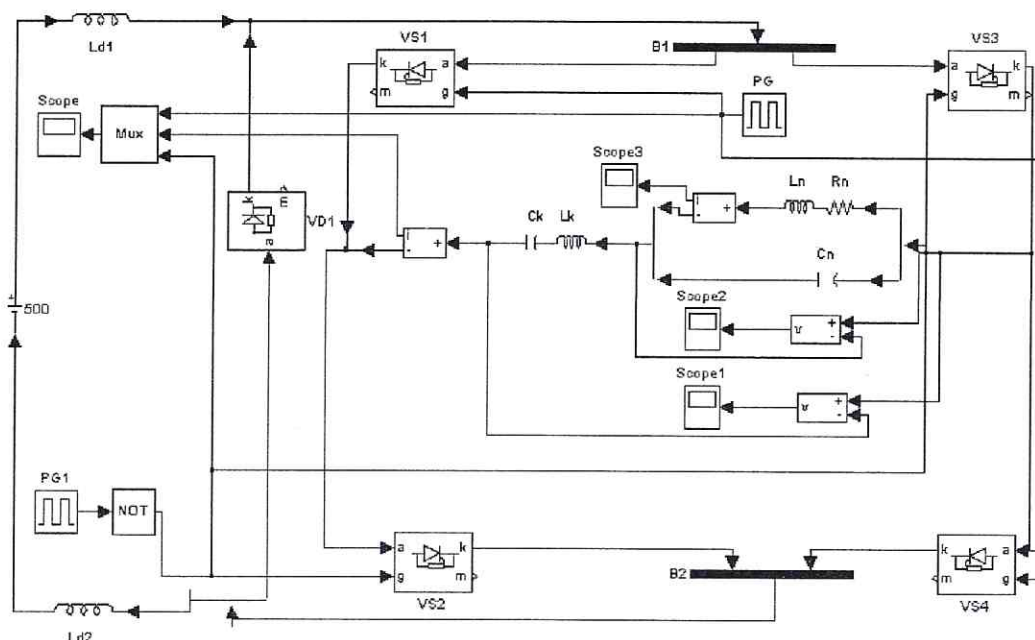 Ld1
VS1
k a
m g
B1
VS3
a k
g m
PG
Scope
Mux
Scope3
i
-
+
Ln Rn
Cn
k m
a
VD1
Ck Lk
i
-
+
+
500
Scope2
v
+
-
Scope1
v
+
-
PG1
NOT
VS2
a k
g m
B2
VS4
k a
m g
Ld2